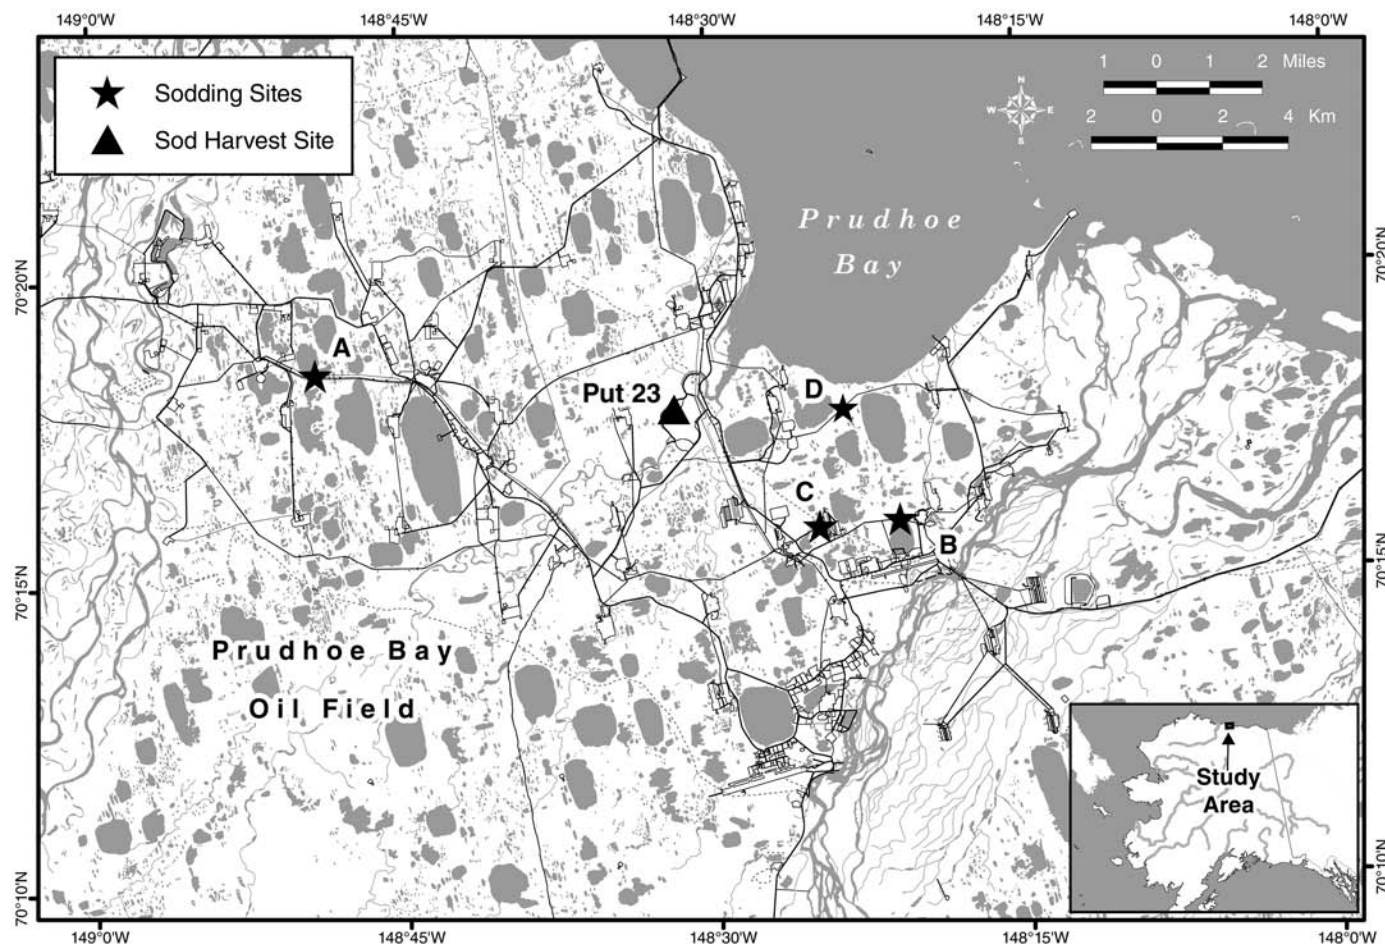 149°0'W 148°45'W 148°30'W 148°15'W 148°0'W
Sodding Sites
Sod Harvest Site
1 0 1 2 Miles
2 0 2 4 Km
N
W E
S
Prudhoe
Bay
70°20'N
70°20'N
A
Put 23
D
C
B
70°15'N
70°15'N
Prudhoe Bay
Oil Field
Study
Area
70°10'N
70°10'N
149°0'W 148°45'W 148°30'W 148°15'W 148°0'W